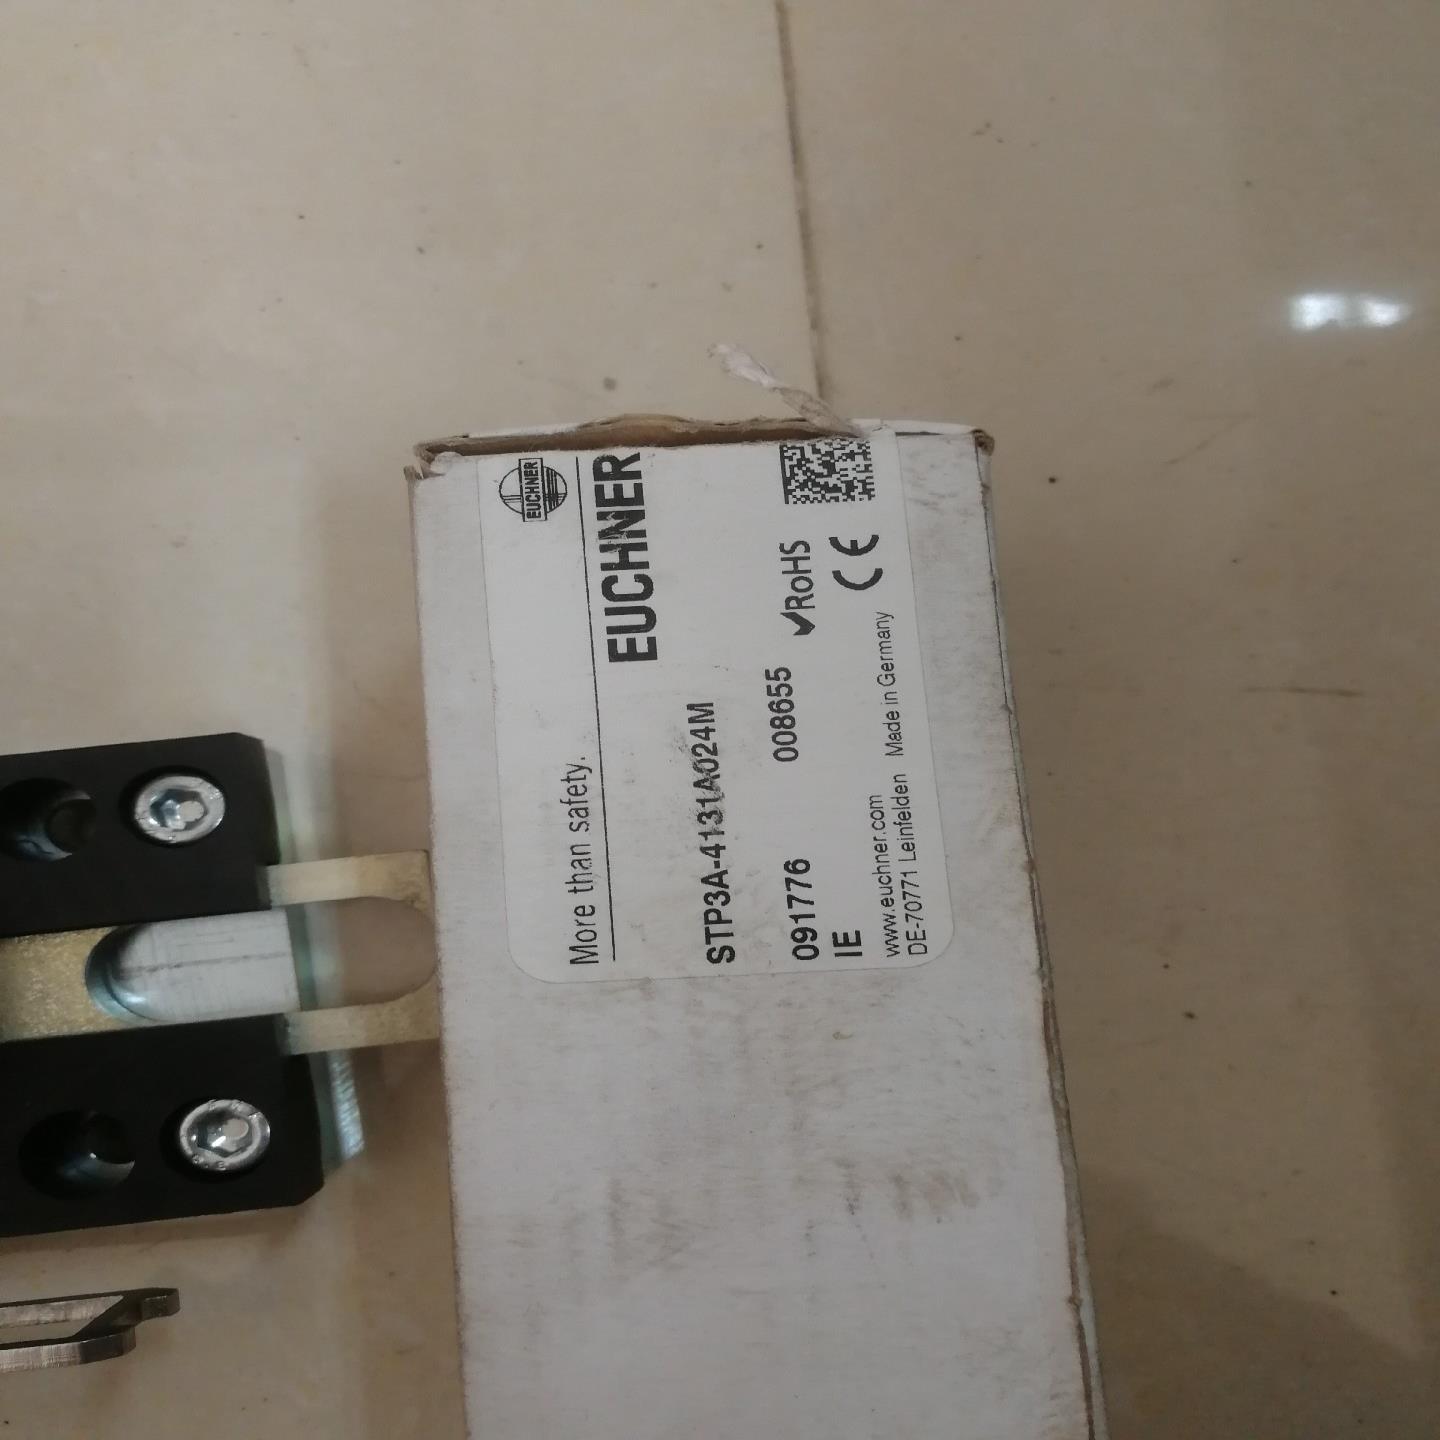 EUCHNER
More than safety.
EUCHNER
STP3A-4131A024M
091776 008655
IE
✓RoHS
CE
www.euchner.com
DE-70771 Leinfelden Made in Germany